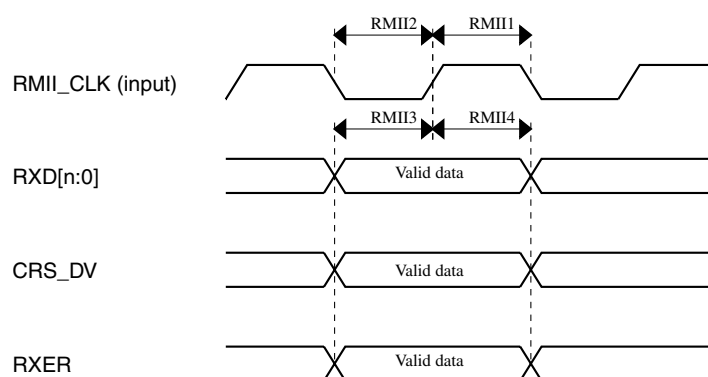 RMII2 RMII1
RMII_CLK (input)
RMII3 RMII4
RXD[n:0] Valid data
CRS_DV Valid data
RXER Valid data